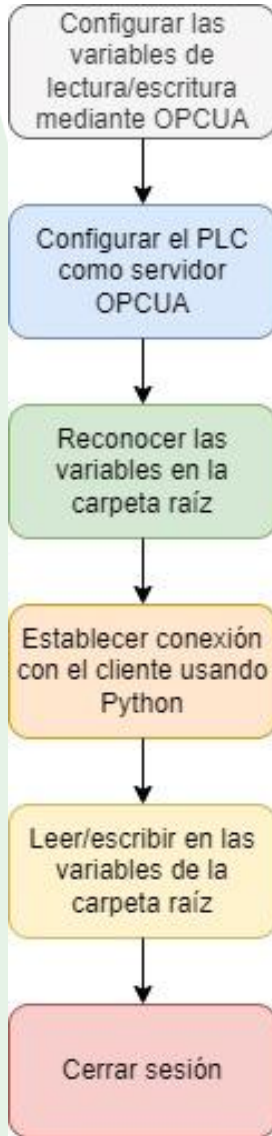 Configurar las
variables de
lectura/escritura
mediante OPCUA
Configurar el PLC
como servidor
OPCUA
Reconocer las
variables en la
carpeta raíz
Establecer conexión
con el cliente usando
Python
Leer/escribir en las
variables de la
carpeta raíz
Cerrar sesión